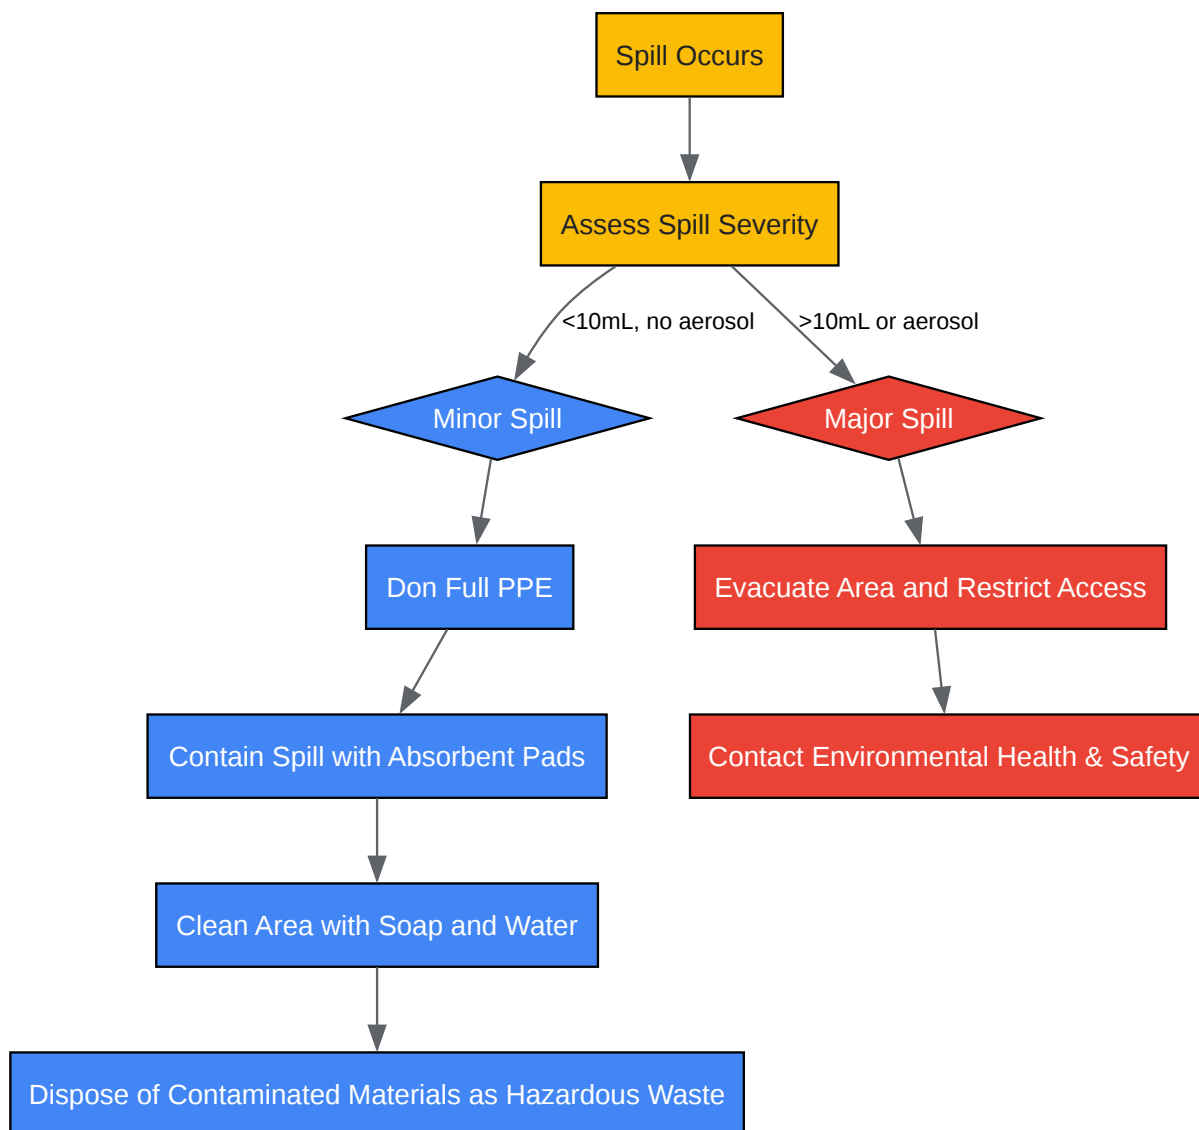 Spill Occurs
Assess Spill Severity
<10mL, no aerosol
>10mL or aerosol
Minor Spill
Major Spill
Don Full PPE
Evacuate Area and Restrict Access
Contain Spill with Absorbent Pads
Contact Environmental Health & Safety
Clean Area with Soap and Water
Dispose of Contaminated Materials as Hazardous Waste